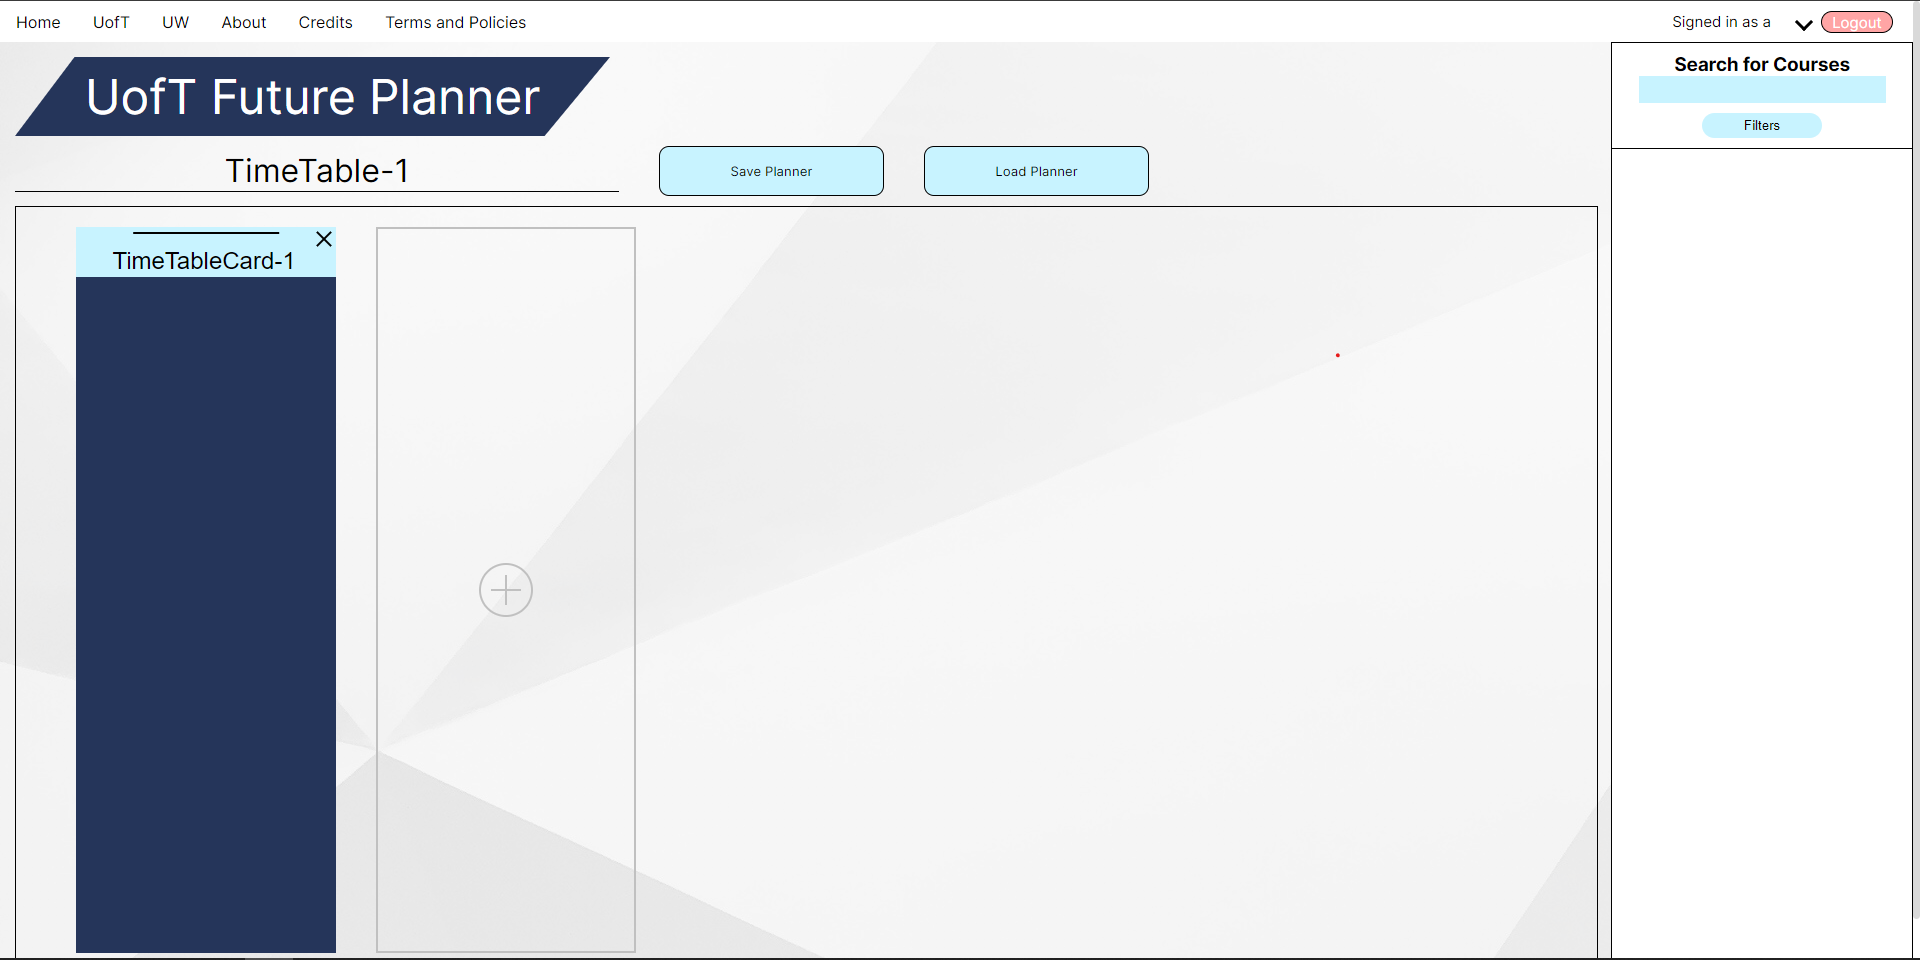 Home UofT UW About Credits Terms and Policies Signed in as a Logout
Search for Courses
Filters
UofT Future Planner
TimeTable-1 Save Planner Load Planner
TimeTableCard-1